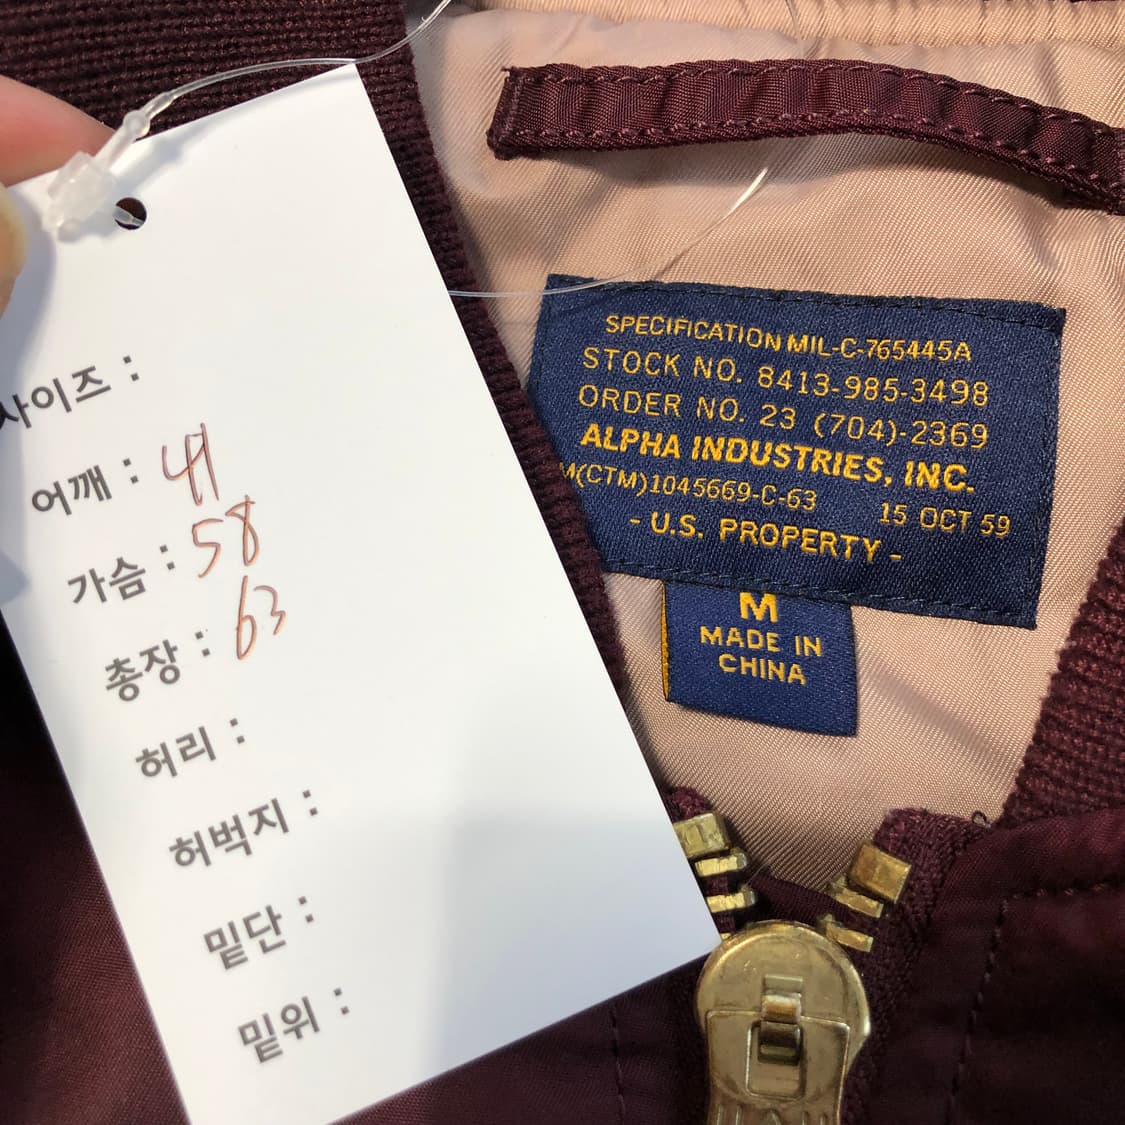 사이즈 :
어깨 : 41
가슴 : 58
총장 : 63
허리 :
허벅지 :
밑단 :
밑위 :
SPECIFICATION MIL-C-765445A
STOCK NO. 8413-985-3498
ORDER NO. 23 (704)-2369
ALPHA INDUSTRIES, INC.
M(CTM)1045669-C-63 15 OCT 59
- U.S. PROPERTY -
M
MADE IN
CHINA